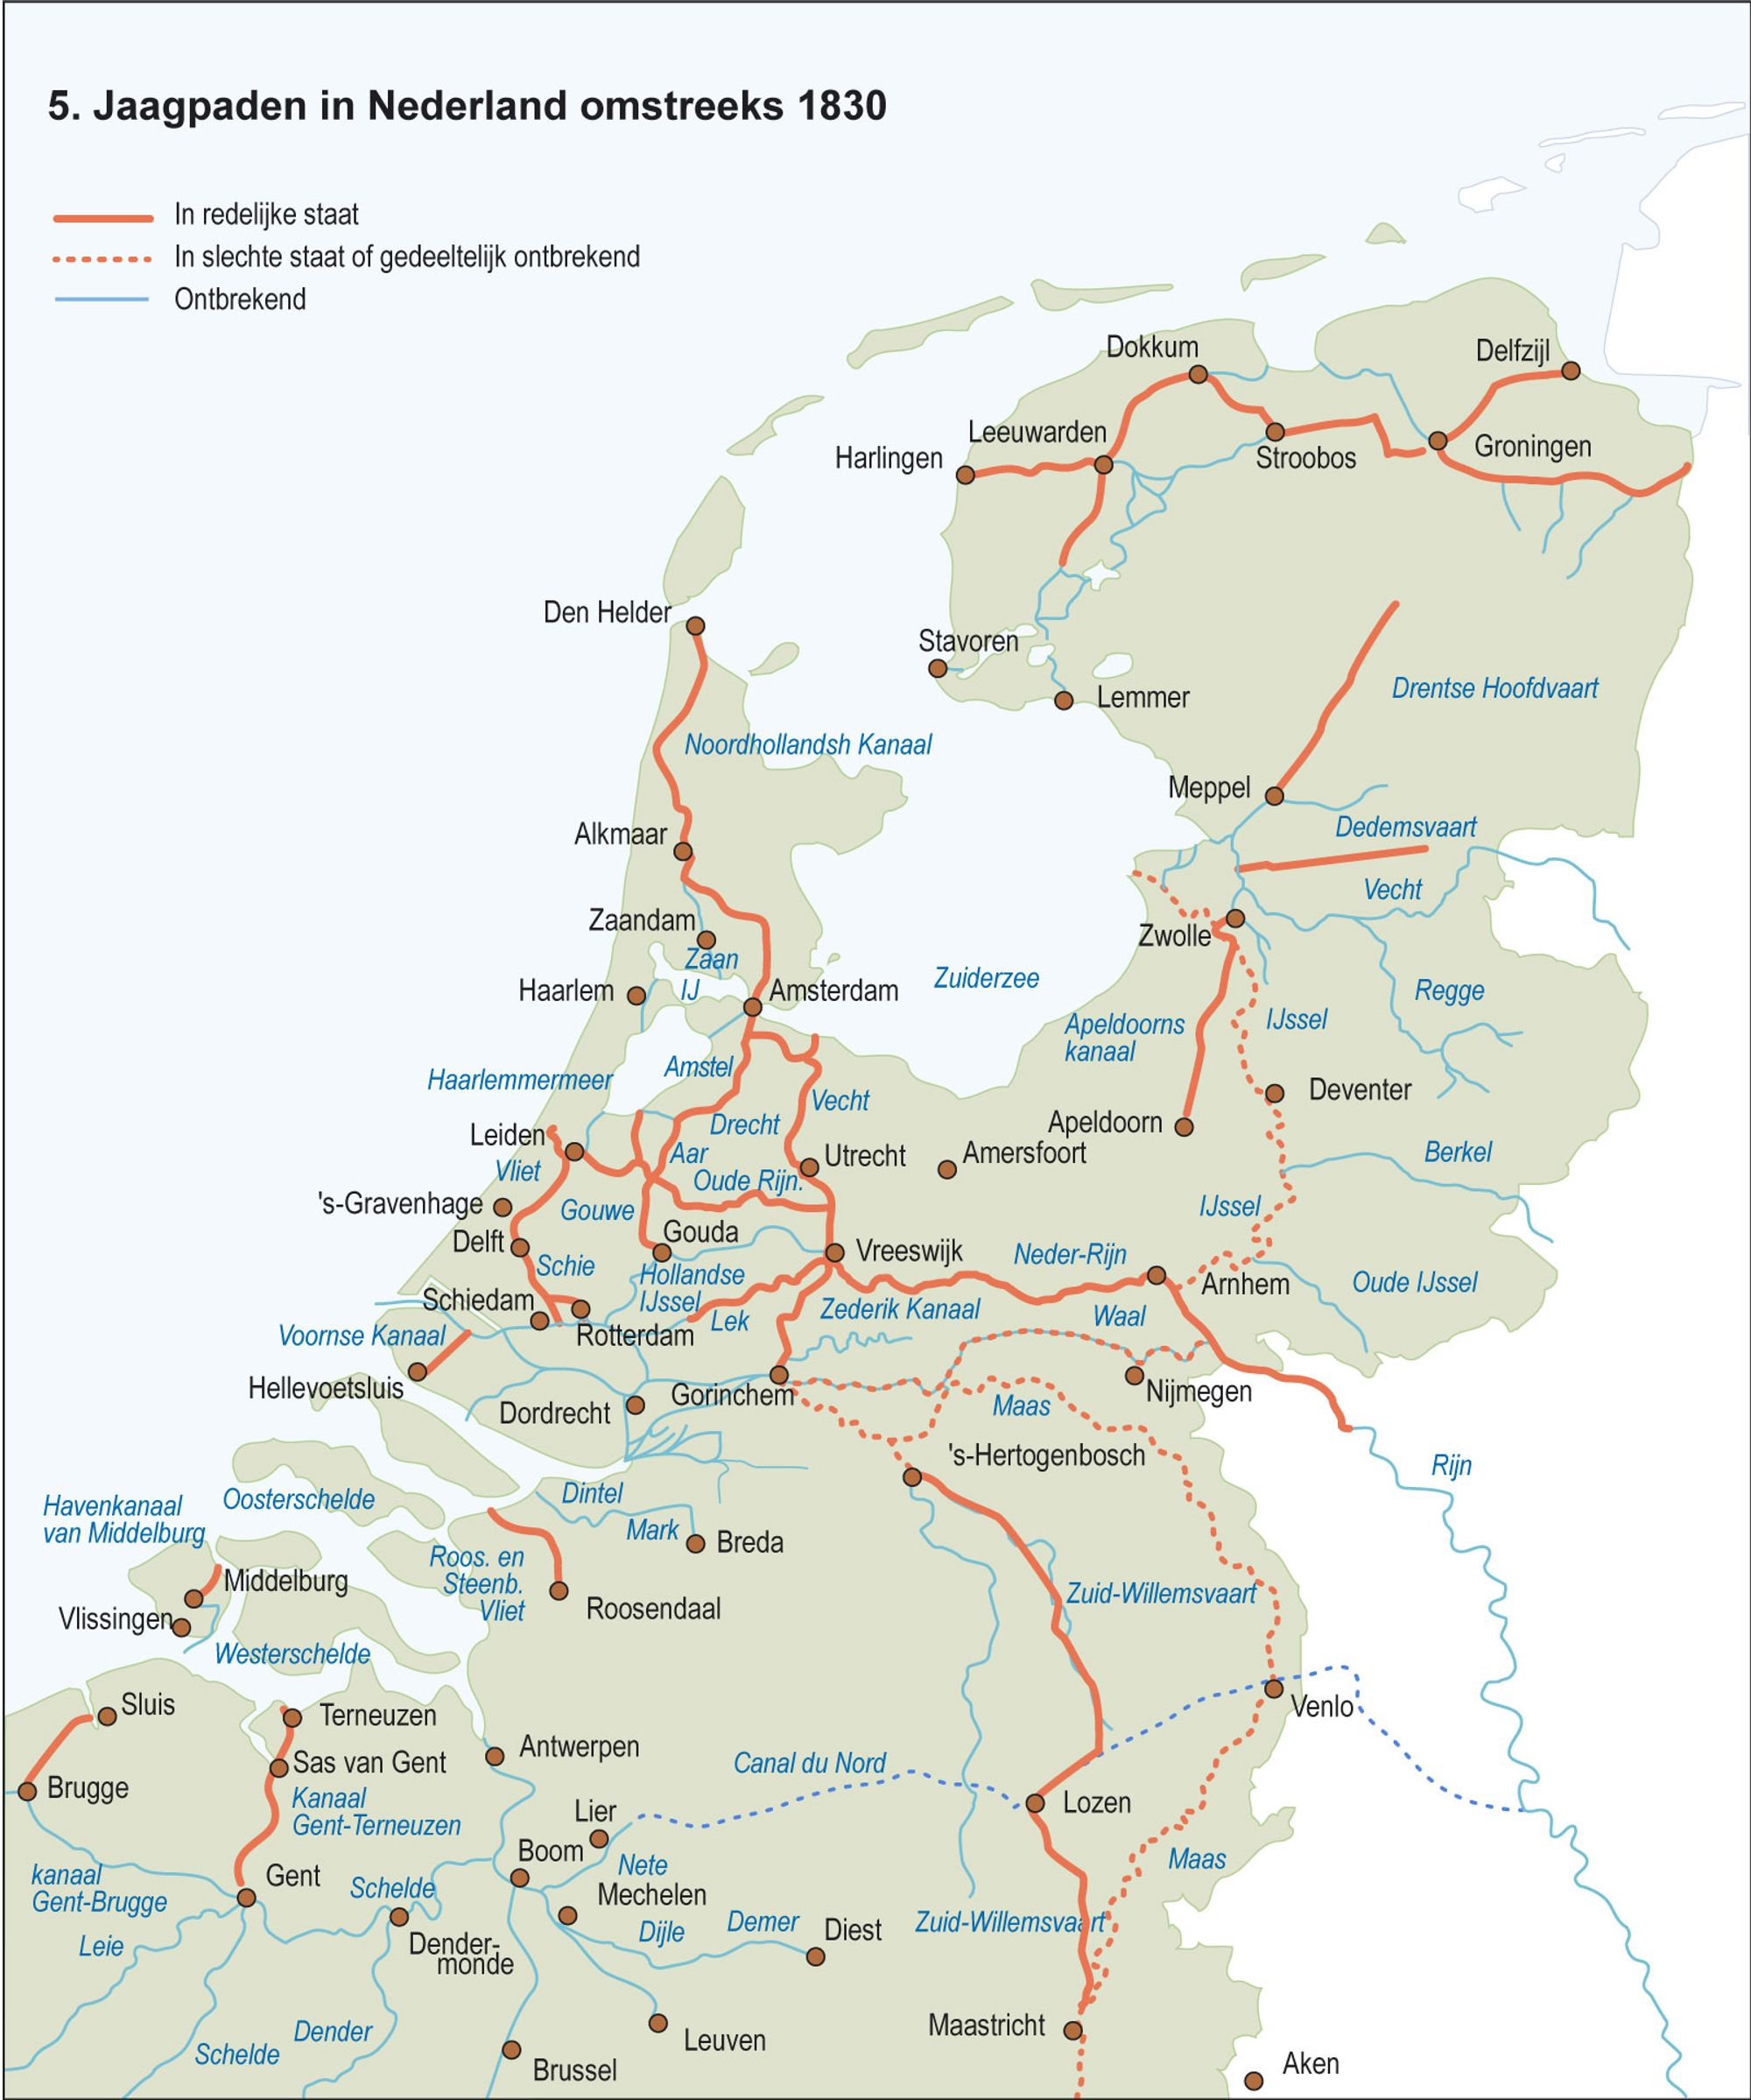 5. Jaagpaden in Nederland omstreeks 1830
In redelijke staat
In slechte staat of gedeeltelijk ontbrekend
Ontbrekend
Dokkum
Delfzijl
Leeuwarden
Harlingen
Stroobos
Groningen
Den Helder
Stavoren
Lemmer
Drentse Hoofdvaart
Noordhollandsh Kanaal
Meppel
Alkmaar
Dedemsvaart
Vecht
Zaandam
Zwolle
Zaan
Haarlem
IJ
Amsterdam
Zuiderzee
Regge
Apeldoorns
kanaal
IJssel
Amstel
Haarlemmermeer
Vecht
Deventer
Drecht
Apeldoorn
Leiden
Aar
Utrecht
Amersfoort
Berkel
Vliet
Oude Rijn.
's-Gravenhage
Gouwe
IJssel
Delft
Gouda
Vreeswijk
Neder-Rijn
Schie
Hollandse
IJssel
Arnhem
Oude IJssel
Schiedam
Lek
Zederik Kanaal
Waal
Voornse Kanaal
Rotterdam
Hellevoetsluis
Gorinchem
Nijmegen
Dordrecht
Maas
's-Hertogenbosch
Rijn
Havenkanaal
van Middelburg
Oosterschelde
Dintel
Mark
Breda
Roos. en
Steenb.
Vliet
Middelburg
Zuid-Willemsvaart
Vlissingen
Roosendaal
Westerschelde
Sluis
Terneuzen
Venlo
Antwerpen
Sas van Gent
Canal du Nord
Brugge
Kanaal
Gent-Terneuzen
Lozen
Lier
Boom
Nete
Maas
kanaal
Gent-Brugge
Gent
Schelde
Mechelen
Leie
Dijle
Demer
Diest
Zuid-Willemsvaart
Dender-
monde
Maastricht
Dender
Leuven
Schelde
Brussel
Aken